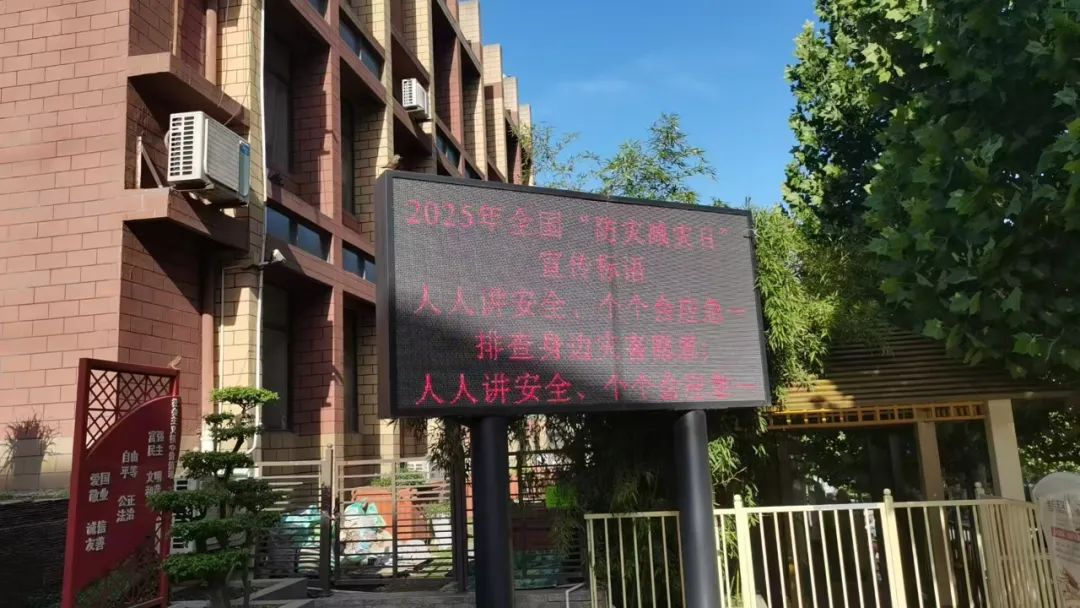 2025年全国“防灾减灾日”
宣传标语
人人讲安全、个个会应急—
排查身边灾害隐患;
人人讲安全、个个会应急—
富强 民主 文明 和谐
自由 平等 公正 法治
爱国 敬业 诚信 友善